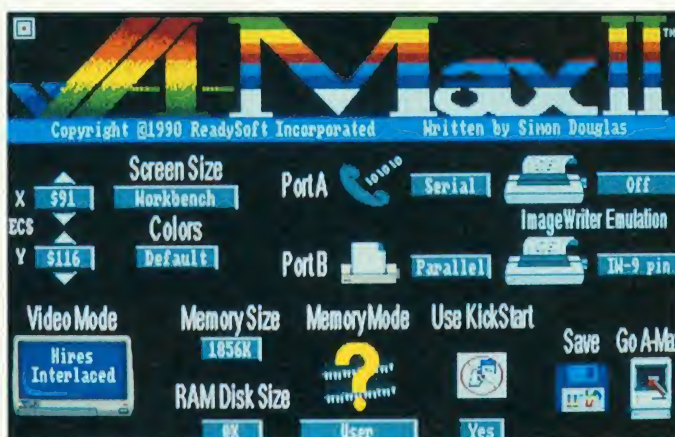 A-Max II ™
Copyright @1990 ReadySoft Incorporated Written by Simon Douglas
Screen Size
X $91 Workbench
ECS
Colors
Y $116 Default
Port A 101010 Serial Off
ImageWriter Emulation
Port B Parallel IW-9 pin
Video Mode
Hires
Interlaced
Memory Size
1856K
RAM Disk Size
0K
Memory Mode
?
User
Use KickStart
Yes
Save
Go A-Max